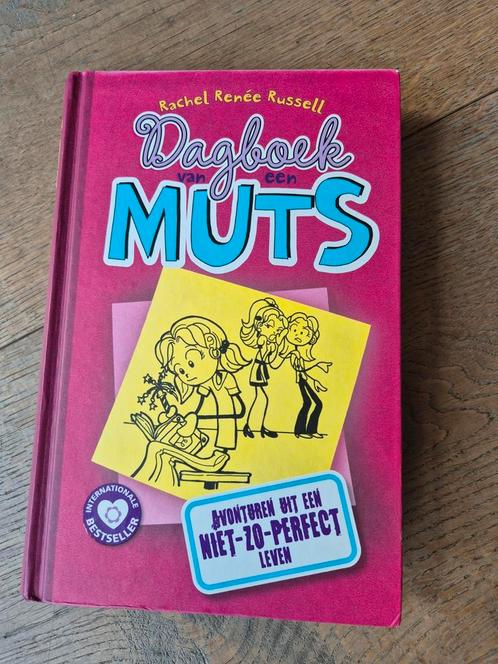 Rachel Renée Russell
Dagboek
van een
MUTS
INTERNATIONALE
BESTSELLER
AVONTUREN UIT EEN
NIET-ZO-PERFECT
LEVEN